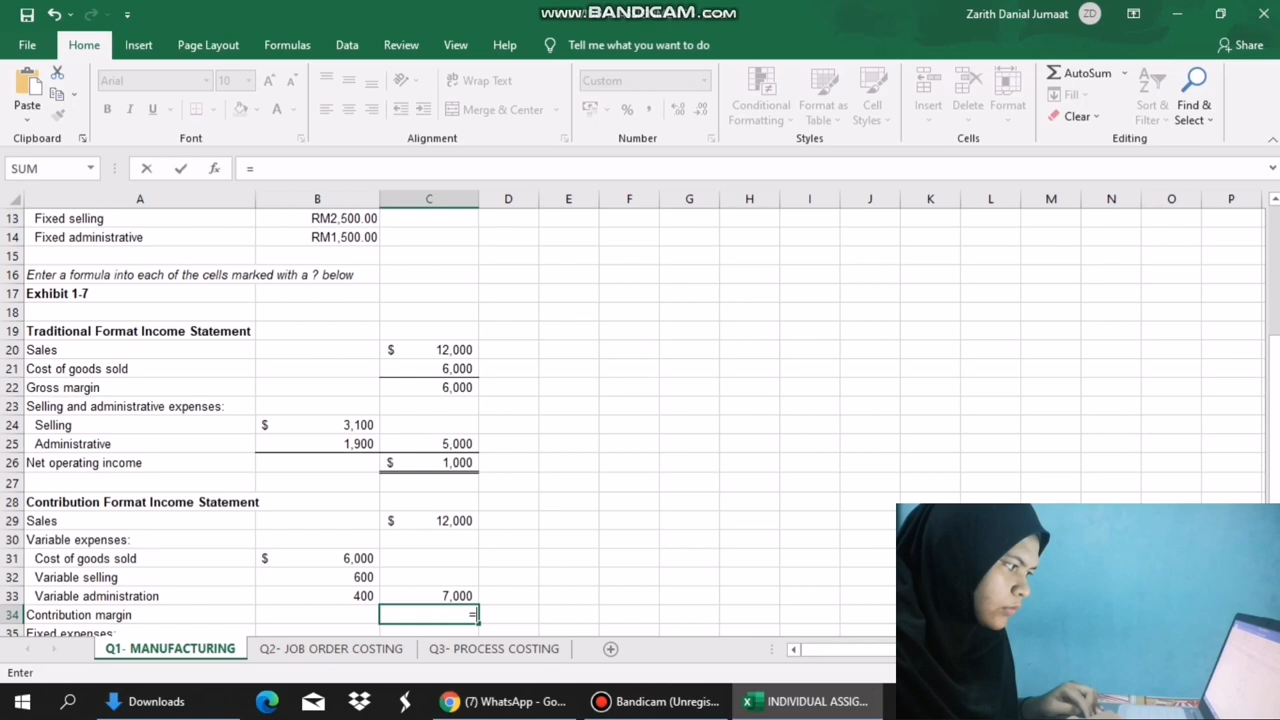 www.BANDICAM.com
Zarith Danial Jumaat ZD
File Home Insert Page Layout Formulas Data Review View Help Tell me what you want to do Share
Paste
Arial 10
B I U A
Wrap Text
Merge & Center
Custom
%
Conditional Formatting
Format as Table
Cell Styles
Insert
Delete
Format
AutoSum
Fill
Clear
Sort & Filter
Find & Select
Clipboard Font Alignment Number Styles Cells Editing
SUM fx =
A B C D E F G H I J K L M N O P
13 Fixed selling RM2,500.00
14 Fixed administrative RM1,500.00
15
16 Enter a formula into each of the cells marked with a ? below
17 Exhibit 1-7
18
19 Traditional Format Income Statement
20 Sales $ 12,000
21 Cost of goods sold 6,000
22 Gross margin 6,000
23 Selling and administrative expenses:
24 Selling $ 3,100
25 Administrative 1,900 5,000
26 Net operating income $ 1,000
27
28 Contribution Format Income Statement
29 Sales $ 12,000
30 Variable expenses:
31 Cost of goods sold $ 6,000
32 Variable selling 600
33 Variable administration 400 7,000
34 Contribution margin =
35 Fixed expenses:
Q1- MANUFACTURING Q2- JOB ORDER COSTING Q3- PROCESS COSTING
Enter
Downloads (7) WhatsApp - Go... Bandicam (Unregis... INDIVIDUAL ASSIG...